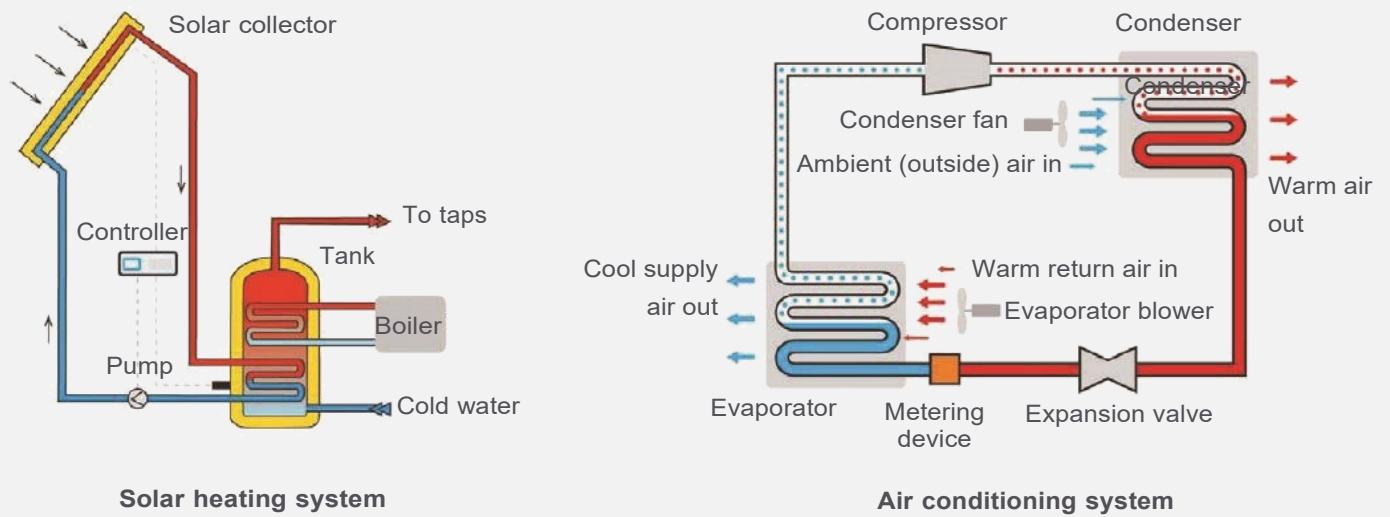 Solar collector
Controller
To taps
Tank
Boiler
Pump
Cold water
Solar heating system
Compressor
Condenser
Condenser
Condenser fan
Ambient (outside) air in
Warm air
out
Cool supply
air out
Warm return air in
Evaporator blower
Evaporator
Metering
device
Expansion valve
Air conditioning system